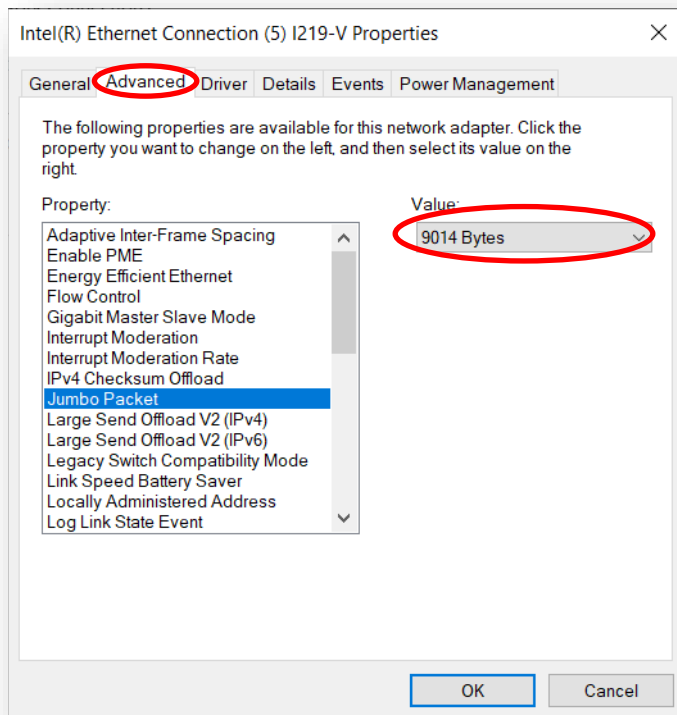 Intel(R) Ethernet Connection (5) I219-V Properties
General Advanced Driver Details Events Power Management
The following properties are available for this network adapter. Click the
property you want to change on the left, and then select its value on the
right.
Property:
Value:
9014 Bytes
Adaptive Inter-Frame Spacing
Enable PME
Energy Efficient Ethernet
Flow Control
Gigabit Master Slave Mode
Interrupt Moderation
Interrupt Moderation Rate
IPv4 Checksum Offload
Jumbo Packet
Large Send Offload V2 (IPv4)
Large Send Offload V2 (IPv6)
Legacy Switch Compatibility Mode
Link Speed Battery Saver
Locally Administered Address
Log Link State Event
OK Cancel